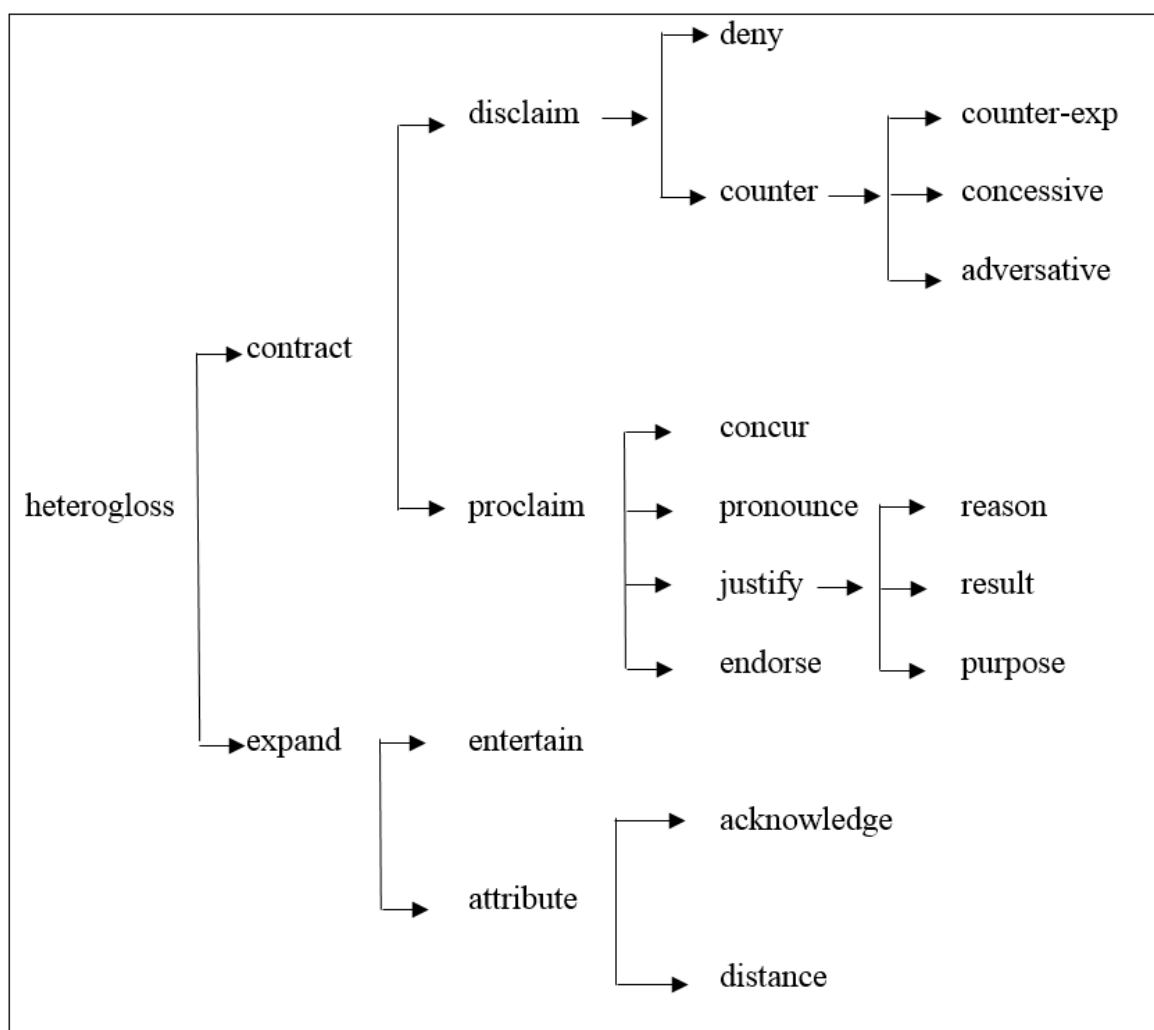 deny
disclaim
counter-exp
counter
concessive
adversative
contract
concur
heterogloss
proclaim
pronounce
reason
justify
result
endorse
purpose
expand
entertain
acknowledge
attribute
distance